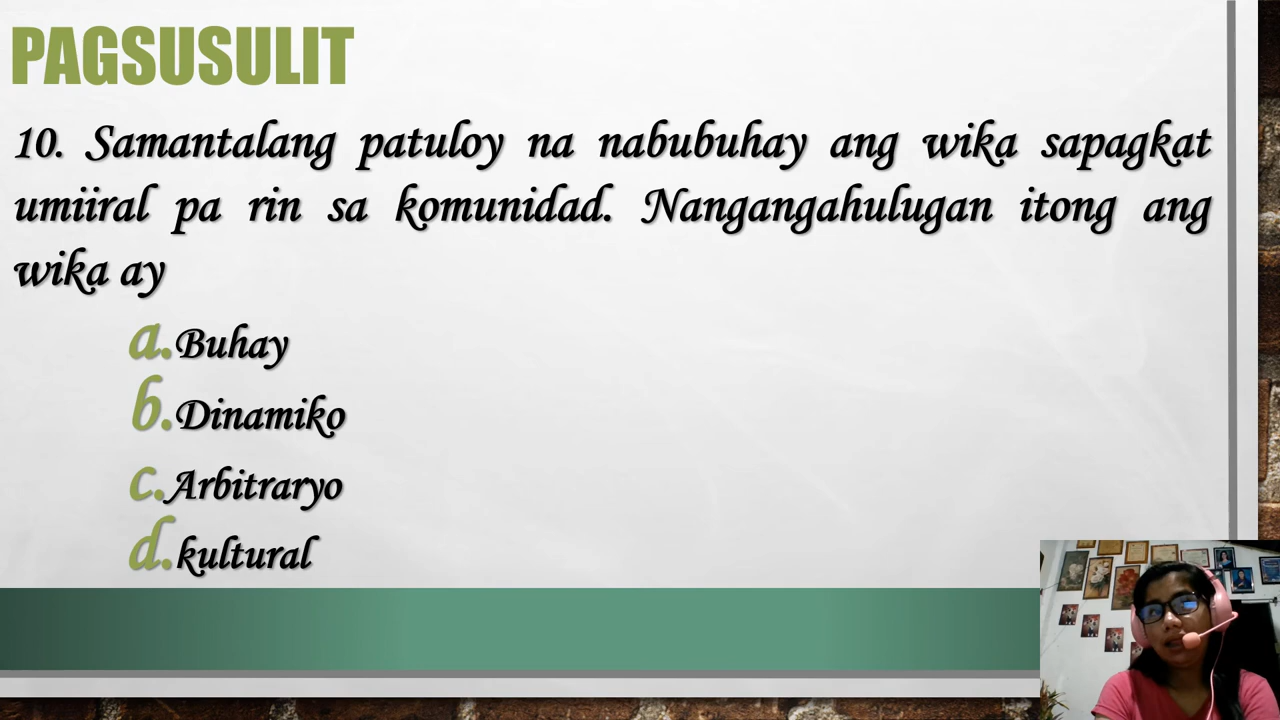 PAGSUSULIT
10. Samantalang patuloy na nabubuhay ang wika sapagkat
umiiral pa rin sa komunidad. Nangangahulugan itong ang
wika ay
a.Buhay
b.Dinamiko
c.Arbitraryo
d.kultural